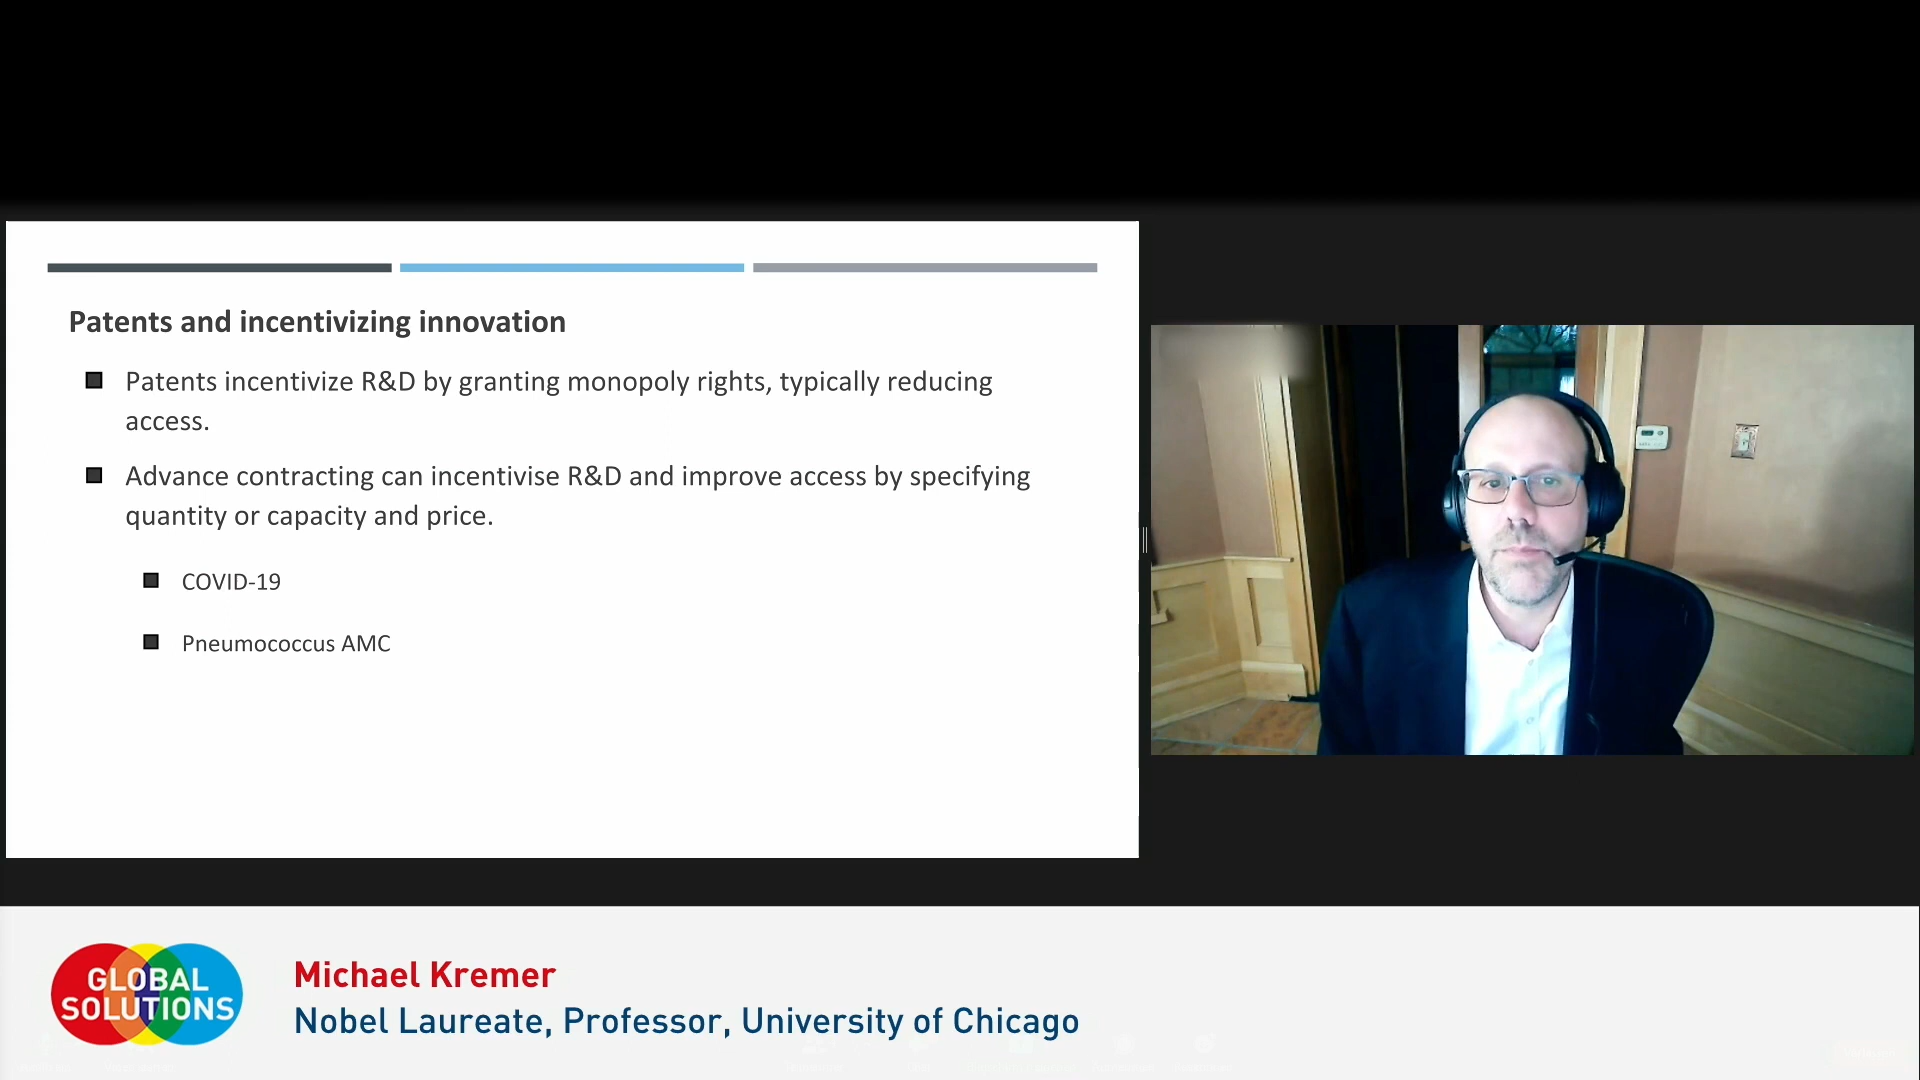 Patents and incentivizing innovation
Patents incentivize R&D by granting monopoly rights, typically reducing
access.
Advance contracting can incentivise R&D and improve access by specifying
quantity or capacity and price.
COVID-19
Pneumococcus AMC
GLOBAL
SOLUTIONS
Michael Kremer
Nobel Laureate, Professor, University of Chicago